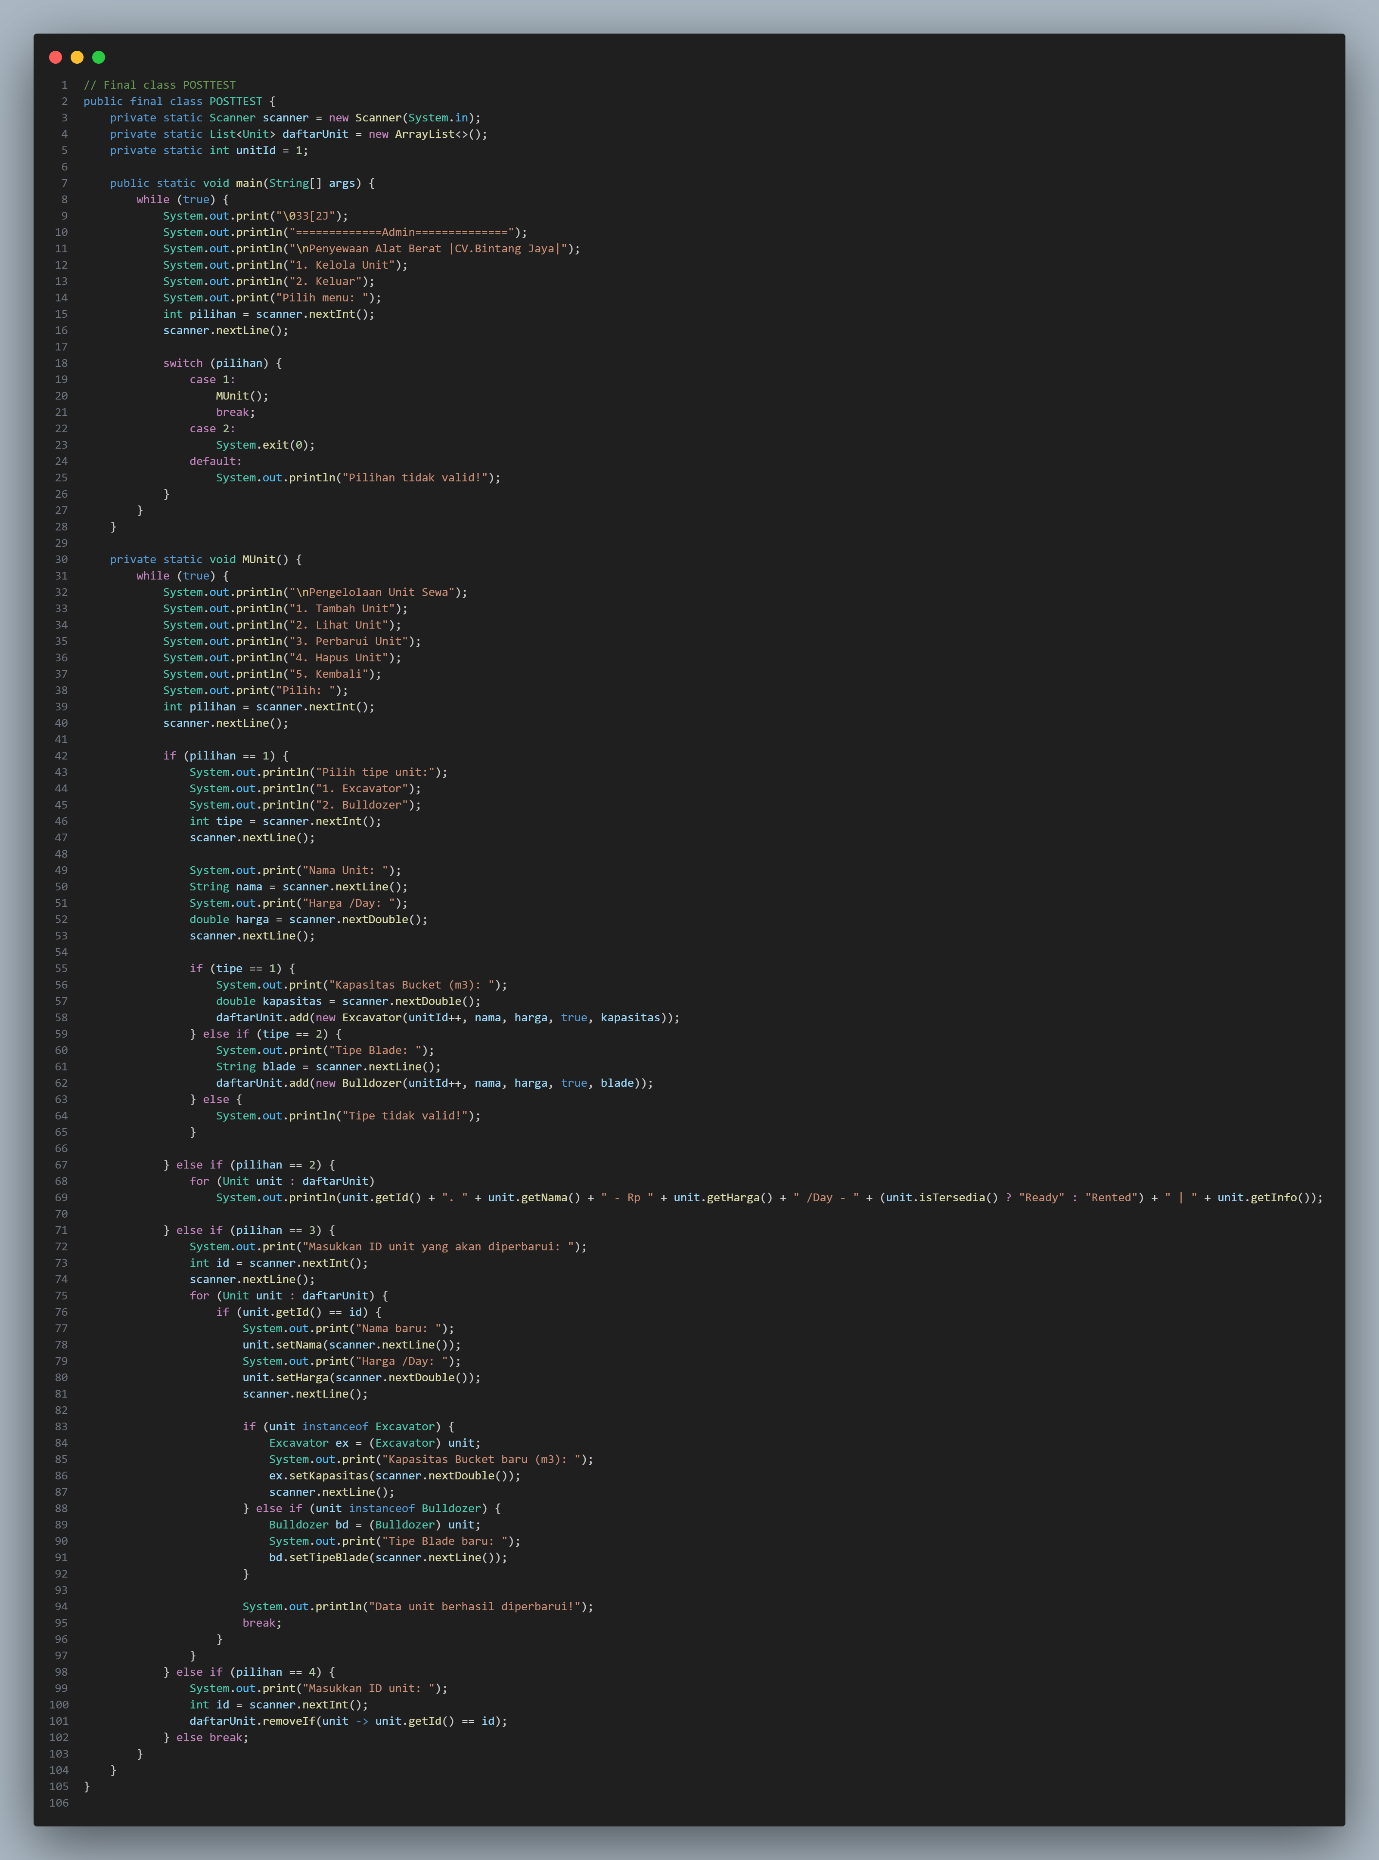 1 // Final class POSTTEST
2 public final class POSTTEST {
3 private static Scanner scanner = new Scanner(System.in);
4 private static List<Unit> daftarUnit = new ArrayList<>();
5 private static int unitId = 1;
6
7 public static void main(String[] args) {
8 while (true) {
9 System.out.print("\033[2J");
10 System.out.println("=============Admin==============");
11 System.out.println("\nPenyewaan Alat Berat |CV.Bintang Jaya|");
12 System.out.println("1. Kelola Unit");
13 System.out.println("2. Keluar");
14 System.out.print("Pilih menu: ");
15 int pilihan = scanner.nextInt();
16 scanner.nextLine();
17
18 switch (pilihan) {
19 case 1:
20 MUnit();
21 break;
22 case 2:
23 System.exit(0);
24 default:
25 System.out.println("Pilihan tidak valid!");
26 }
27 }
28 }
29
30 private static void MUnit() {
31 while (true) {
32 System.out.println("\nPengelolaan Unit Sewa");
33 System.out.println("1. Tambah Unit");
34 System.out.println("2. Lihat Unit");
35 System.out.println("3. Perbarui Unit");
36 System.out.println("4. Hapus Unit");
37 System.out.println("5. Kembali");
38 System.out.print("Pilih: ");
39 int pilihan = scanner.nextInt();
40 scanner.nextLine();
41
42 if (pilihan == 1) {
43 System.out.println("Pilih tipe unit:");
44 System.out.println("1. Excavator");
45 System.out.println("2. Bulldozer");
46 int tipe = scanner.nextInt();
47 scanner.nextLine();
48
49 System.out.print("Nama Unit: ");
50 String nama = scanner.nextLine();
51 System.out.print("Harga /Day: ");
52 double harga = scanner.nextDouble();
53 scanner.nextLine();
54
55 if (tipe == 1) {
56 System.out.print("Kapasitas Bucket (m3): ");
57 double kapasitas = scanner.nextDouble();
58 daftarUnit.add(new Excavator(unitId++, nama, harga, true, kapasitas));
59 } else if (tipe == 2) {
60 System.out.print("Tipe Blade: ");
61 String blade = scanner.nextLine();
62 daftarUnit.add(new Bulldozer(unitId++, nama, harga, true, blade));
63 } else {
64 System.out.println("Tipe tidak valid!");
65 }
66
67 } else if (pilihan == 2) {
68 for (Unit unit : daftarUnit)
69 System.out.println(unit.getId() + ". " + unit.getNama() + " - Rp " + unit.getHarga() + " /Day - " + (unit.isTersedia() ? "Ready" : "Rented") + " | " + unit.getInfo());
70
71 } else if (pilihan == 3) {
72 System.out.print("Masukkan ID unit yang akan diperbarui: ");
73 int id = scanner.nextInt();
74 scanner.nextLine();
75 for (Unit unit : daftarUnit) {
76 if (unit.getId() == id) {
77 System.out.print("Nama baru: ");
78 unit.setNama(scanner.nextLine());
79 System.out.print("Harga /Day: ");
80 unit.setHarga(scanner.nextDouble());
81 scanner.nextLine();
82
83 if (unit instanceof Excavator) {
84 Excavator ex = (Excavator) unit;
85 System.out.print("Kapasitas Bucket baru (m3): ");
86 ex.setKapasitas(scanner.nextDouble());
87 scanner.nextLine();
88 } else if (unit instanceof Bulldozer) {
89 Bulldozer bd = (Bulldozer) unit;
90 System.out.print("Tipe Blade baru: ");
91 bd.setTipeBlade(scanner.nextLine());
92 }
93
94 System.out.println("Data unit berhasil diperbarui!");
95 break;
96 }
97 }
98 } else if (pilihan == 4) {
99 System.out.print("Masukkan ID unit: ");
100 int id = scanner.nextInt();
101 daftarUnit.removeIf(unit -> unit.getId() == id);
102 } else break;
103 }
104 }
105 }
106